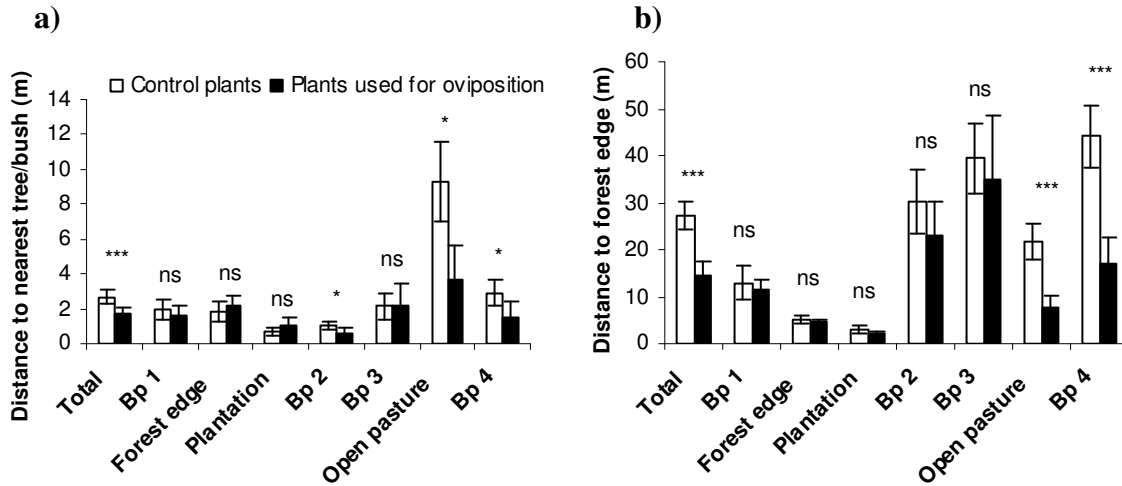 a)
Distance to nearest tree/bush (m)
Control plants Plants used for oviposition
14
12
10
8
6
4
2
0
*** ns ns ns * ns * *
Total Bp 1 Forest edge Plantation Bp 2 Bp 3 Open pasture Bp 4
b)
Distance to forest edge (m)
60
50
40
30
20
10
0
*** ns ns ns ns ns *** ***
Total Bp 1 Forest edge Plantation Bp 2 Bp 3 Open pasture Bp 4